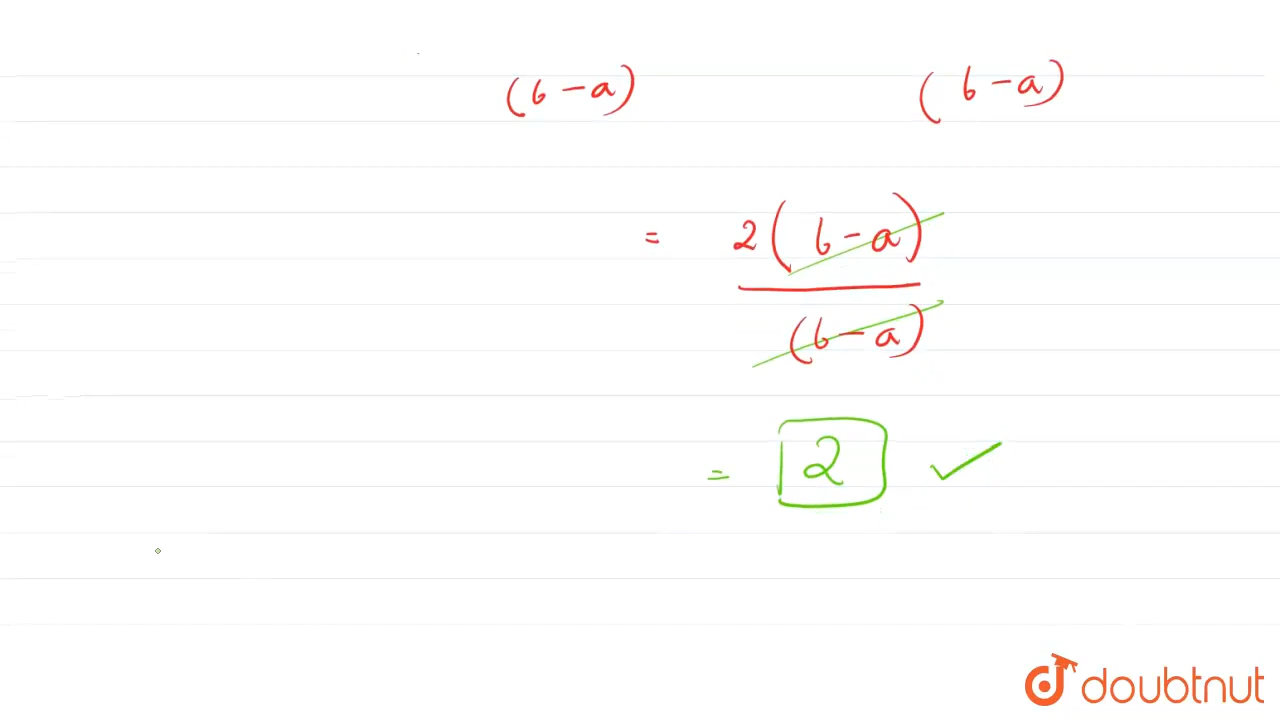 (b-a) (b-a)
= 2(b-a)
(b-a)
= 2 ✓
doubtnut